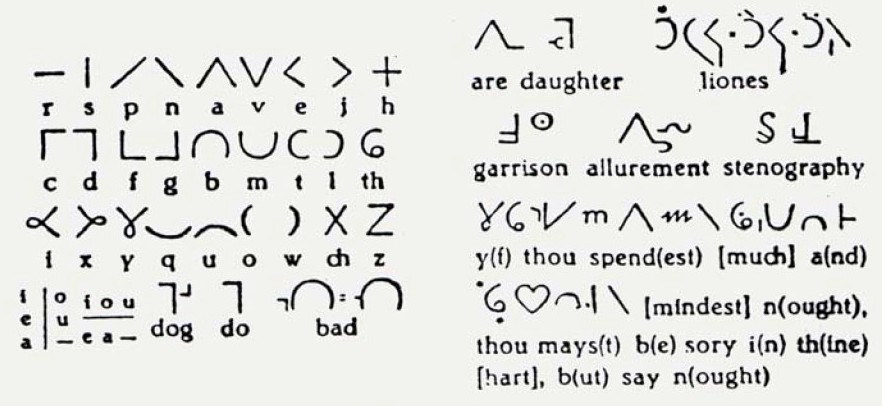 r s p n a v e j h
c d f g b m t l th
i x y q u o w ch z
i o i o u
e u
a – e a –
dog do bad
are daughter liones
garrison allurement stenography
y(f) thou spend(est) [much] a(nd)
[mindest] n(ought),
thou mays(t) b(e) sory i(n) th(ine)
[hart], b(ut) say n(ought)